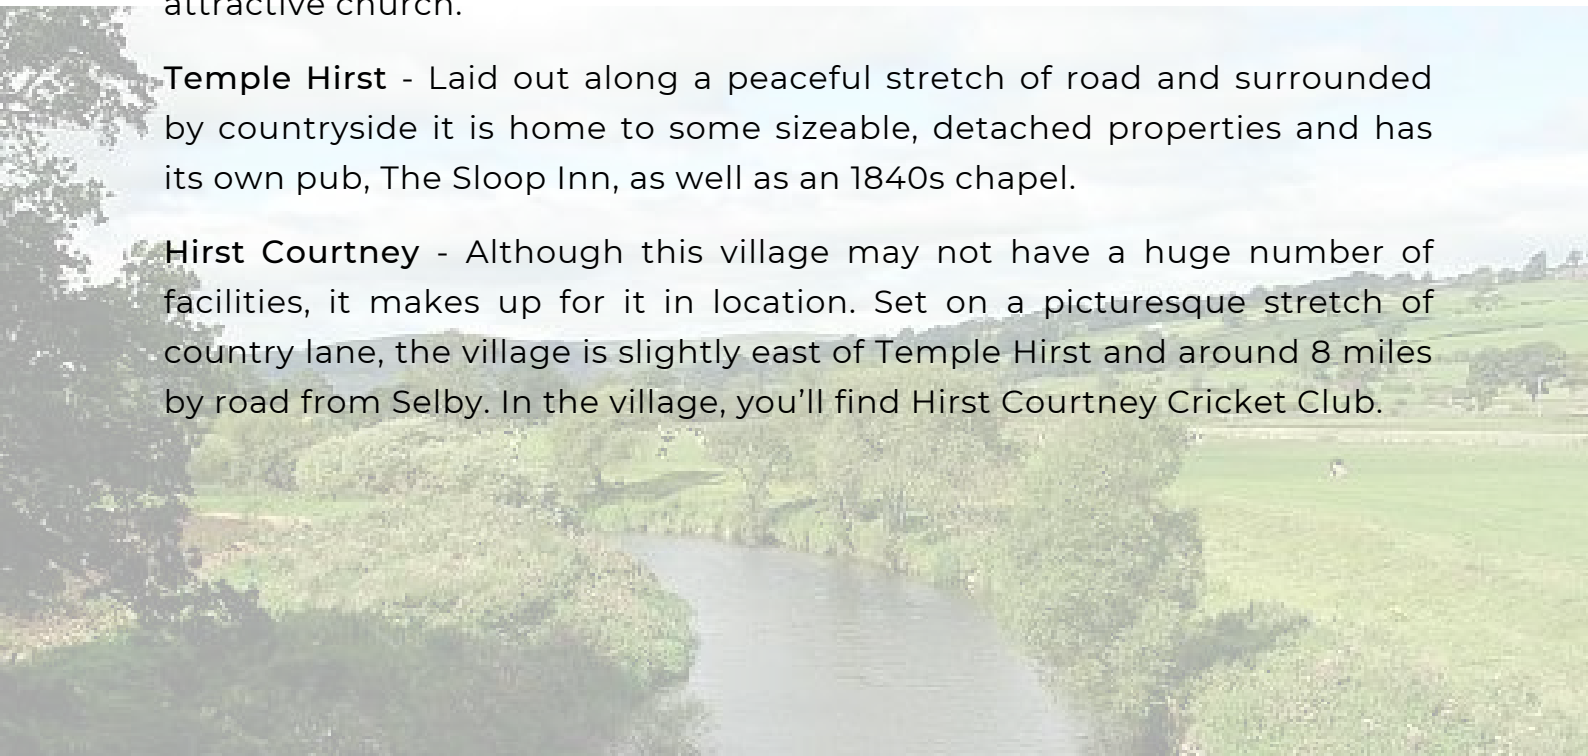 attractive church.
Temple Hirst - Laid out along a peaceful stretch of road and surrounded
by countryside it is home to some sizeable, detached properties and has
its own pub, The Sloop Inn, as well as an 1840s chapel.
Hirst Courtney - Although this village may not have a huge number of
facilities, it makes up for it in location. Set on a picturesque stretch of
country lane, the village is slightly east of Temple Hirst and around 8 miles
by road from Selby. In the village, you’ll find Hirst Courtney Cricket Club.